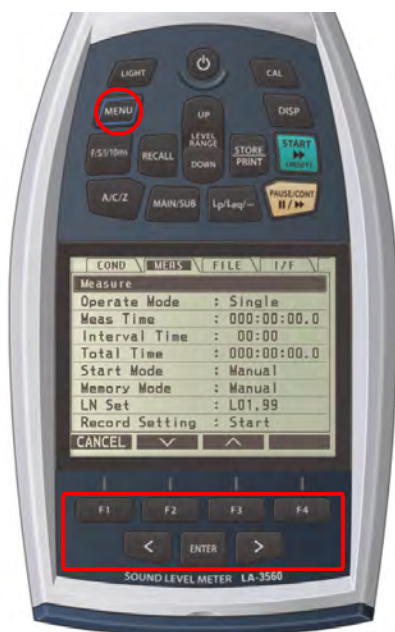 LIGHT
CAL
MENU
UP
DISP
LEVEL
RANGE
F/S/I/10ms
RECALL
DOWN
STORE
PRINT
START
(RESET)
A/C/Z
MAIN/SUB
Lp/Leq/---
PAUSE/CONT
COND MEAS FILE I/F
Measure
Operate Mode : Single
Meas Time : 000:00:00.0
Interval Time : 00:00
Total Time : 000:00:00.0
Start Mode : Manual
Memory Mode : Manual
LN Set : L01,99
Record Setting : Start
CANCEL
F1 F2 F3 F4
ENTER
SOUND LEVEL METER LA-3560